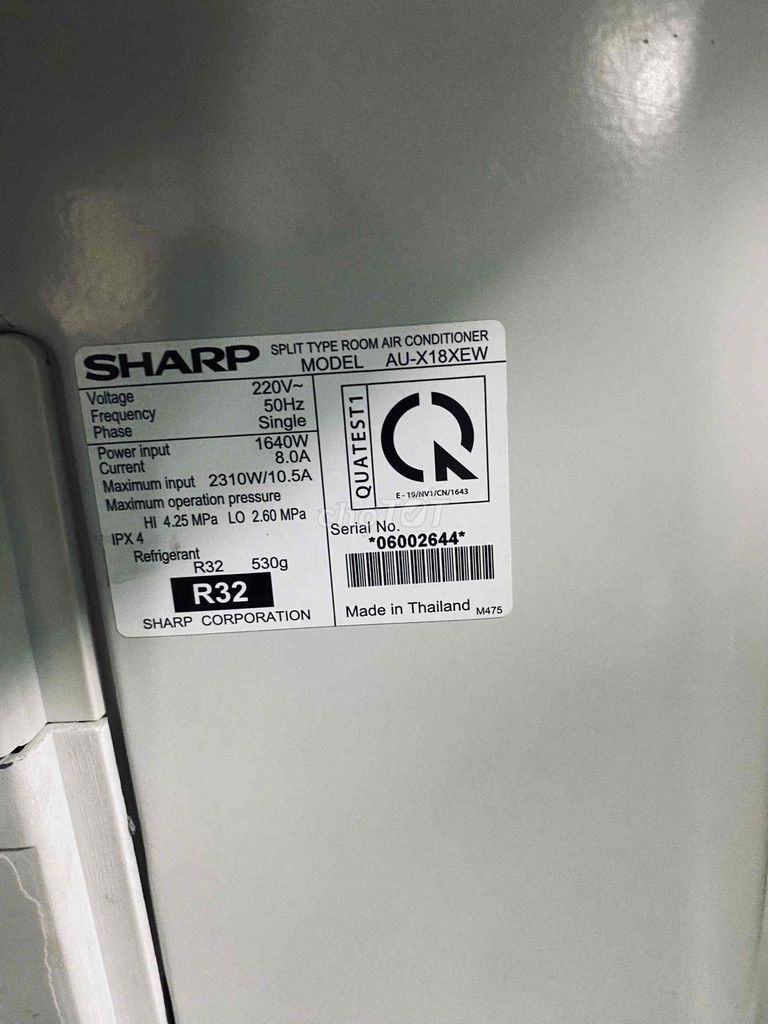 SHARP SPLIT TYPE ROOM AIR CONDITIONER
MODEL AU-X18XEW
Voltage 220V~
Frequency 50Hz
Phase Single
Power input 1640W
Current 8.0A
Maximum input 2310W/10.5A
Maximum operation pressure
HI 4.25 MPa LO 2.60 MPa
IPX 4
Refrigerant
R32 530g
R32
SHARP CORPORATION
QUATEST1
E - 19/NV1/CN/1643
Serial No.
*06002644*
Made in Thailand M475
chợTỐT